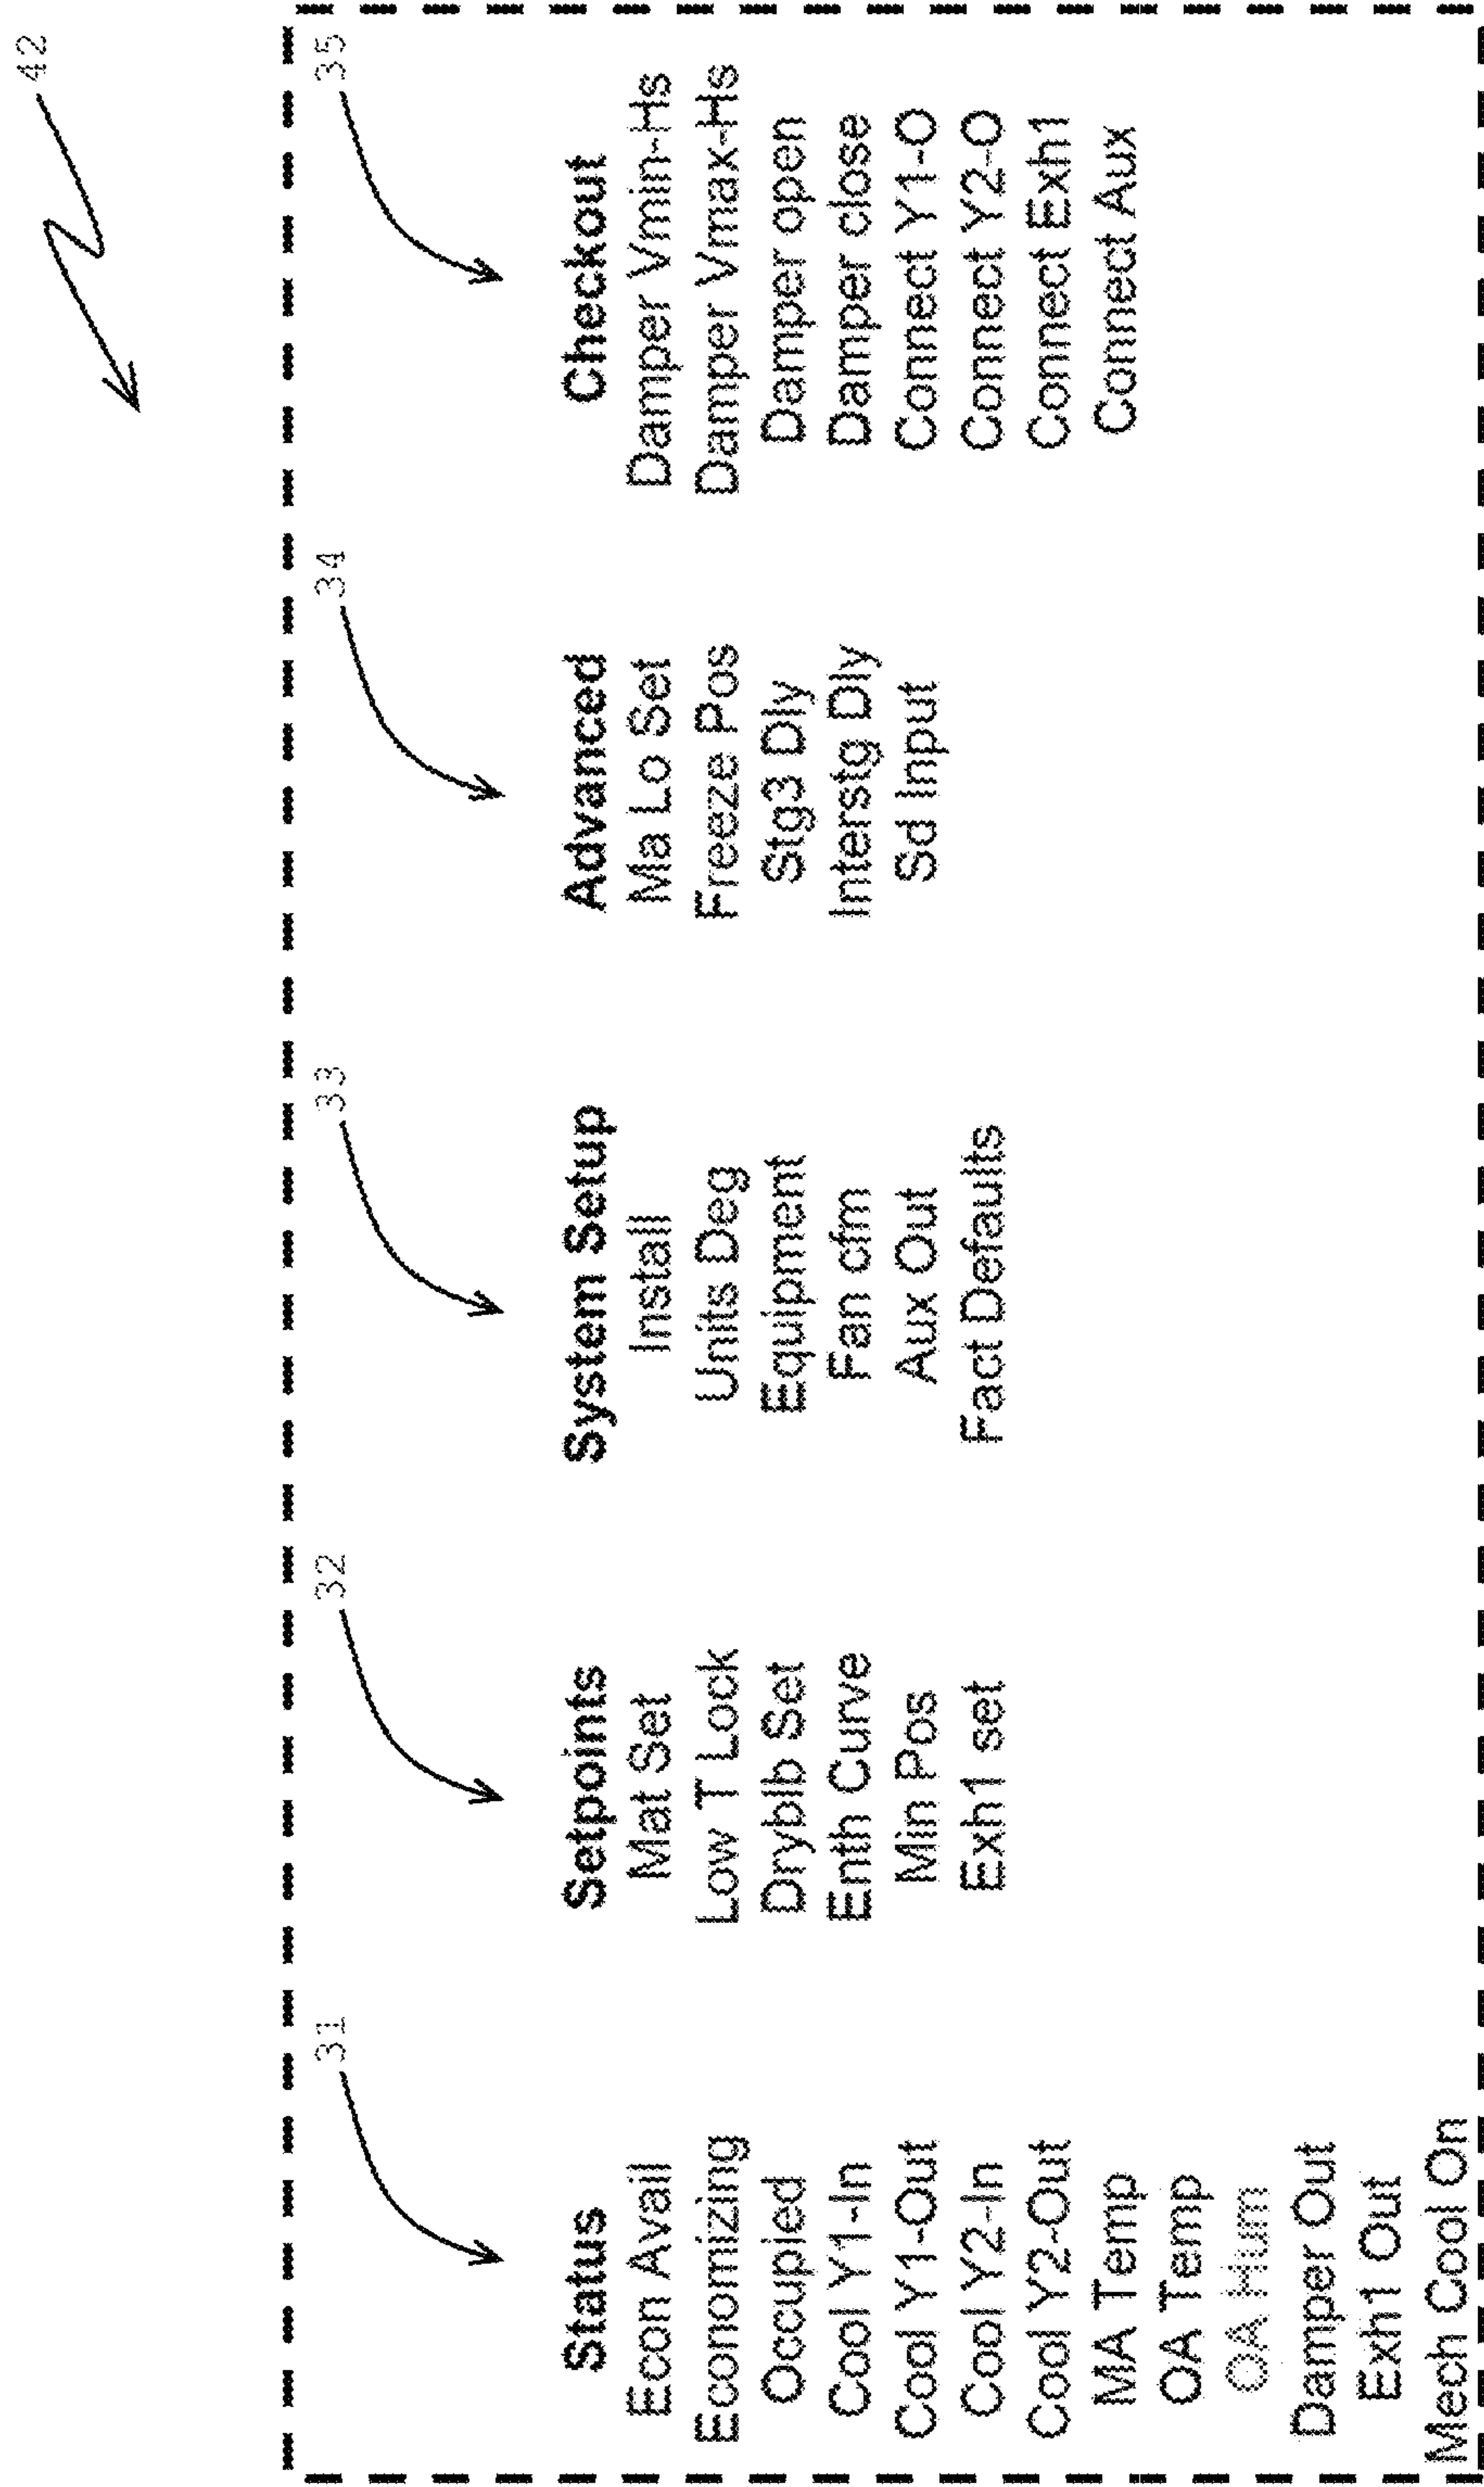 42
31
Status
Econ Avail
Economizing
Occupied
Cool Y1-In
Cool Y1-Out
Cool Y2-In
Cool Y2-Out
MA Temp
OA Temp
OA Hum
Damper Out
Exh1 Out
Mech Cool On
32
Setpoints
Mat Set
Low T Lock
Dryblb Set
Enth Curve
Min Pos
Exh1 set
33
System Setup
Install
Units Deg
Equipment
Fan cfm
Aux Out
Fact Defaults
34
Advanced
Ma Lo Set
Freeze Pos
Stg3 Dly
Interstg Dly
Sd Input
35
Checkout
Damper Vmin-Hs
Damper Vmax-Hs
Damper open
Damper close
Connect Y1-O
Connect Y2-O
Connect Exh1
Connect Aux